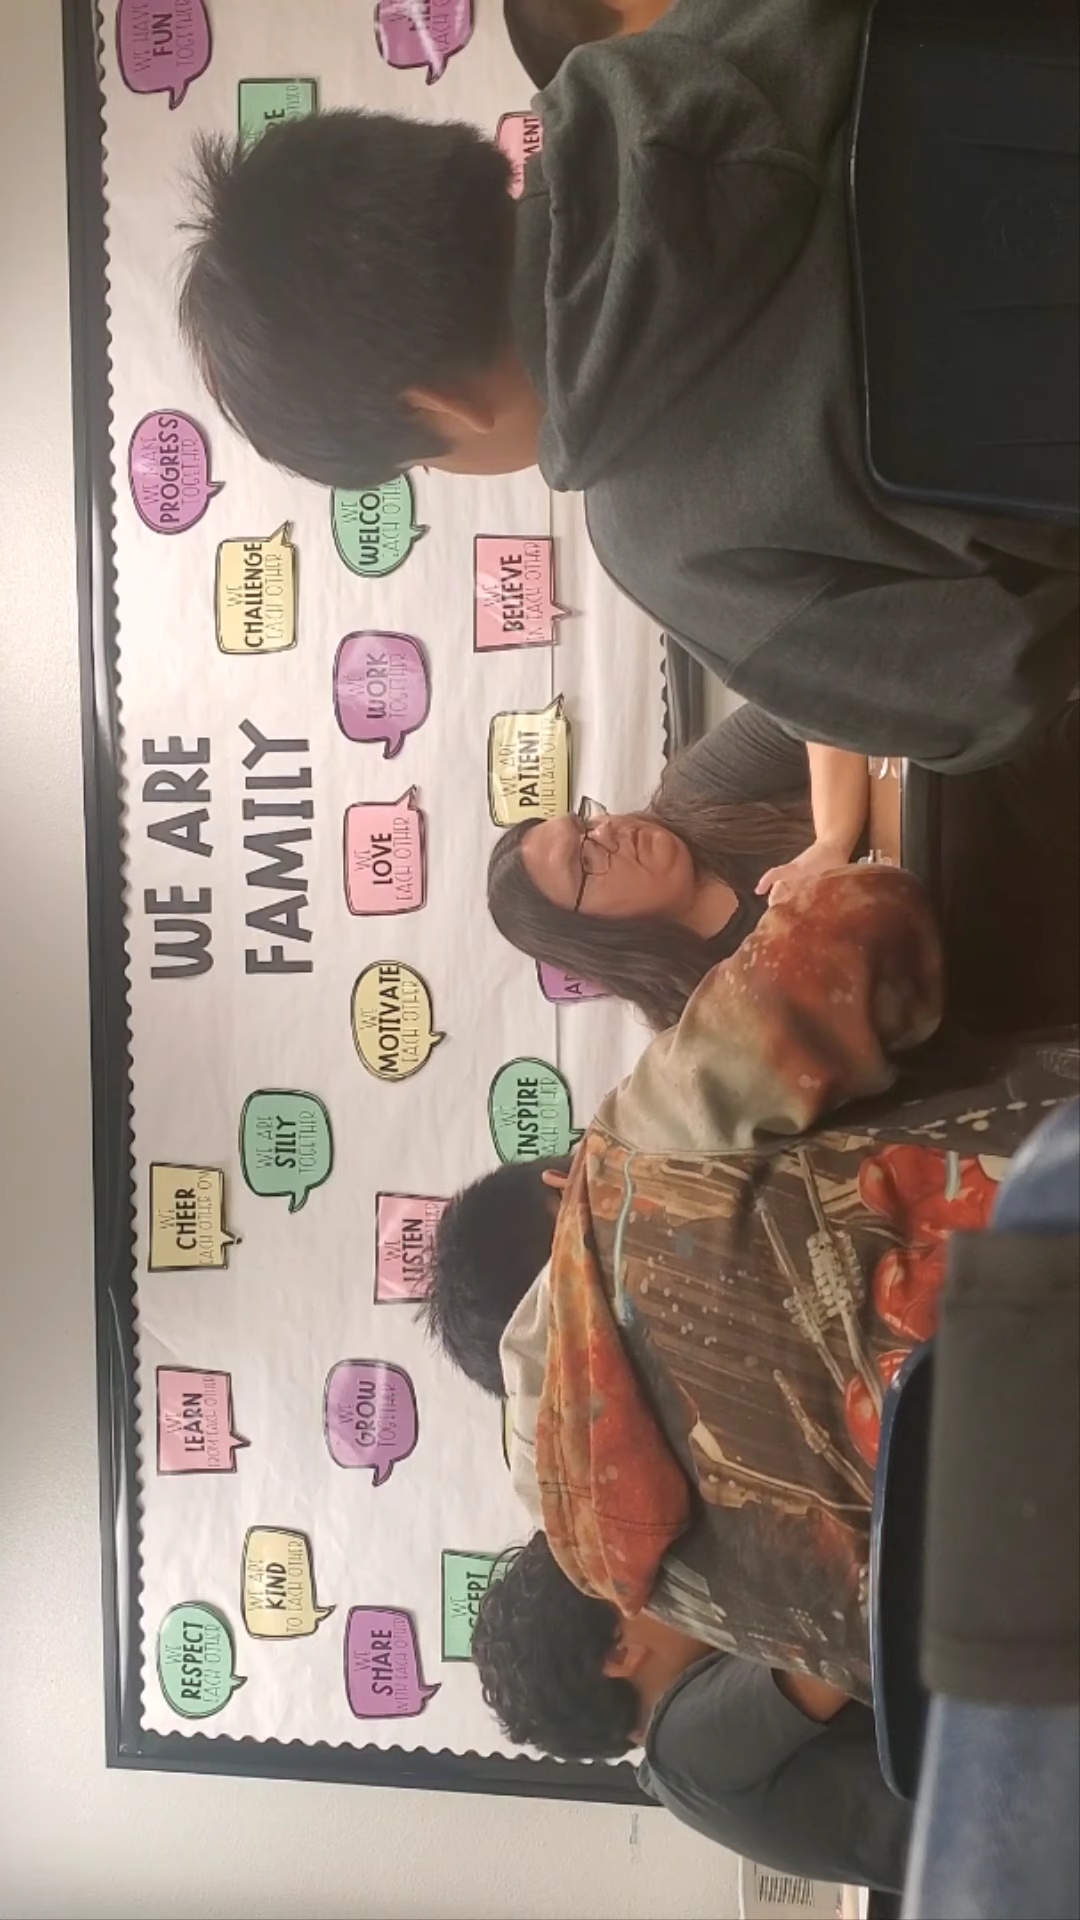 WE ARE
FAMILY
WE
RESPECT
EACH OTHER
WE
LEARN
FROM EACH OTHER
WE
CHEER
EACH OTHER ON
WE MAKE
PROGRESS
TOGETHER
WE HAVE
FUN
TOGETHER
WE ARE
KIND
TO EACH OTHER
WE ARE
SILLY
TOGETHER
WE
CHALLENGE
EACH OTHER
WE
SHARE
WITH EACH OTHER
WE
GROW
TOGETHER
WE
LISTEN
WE
MOTIVATE
EACH OTHER
WE
LOVE
EACH OTHER
WE
WORK
TOGETHER
WE
WELCO
EACH OTH
WE
INSPIRE
EACH OTHER
WE ARE
PATIENT
WITH EACH OTHER
WE
BELIEVE
IN EACH OTHER